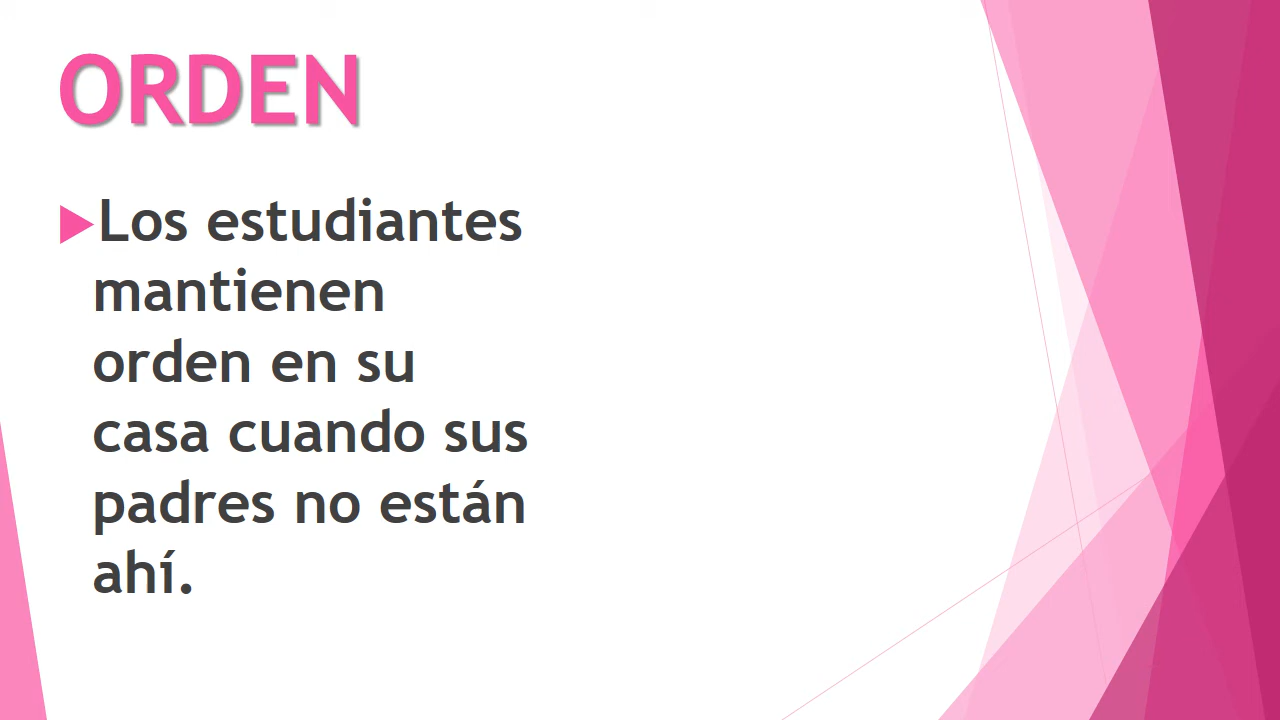 ORDEN
Los estudiantes
mantienen
orden en su
casa cuando sus
padres no están
ahí.